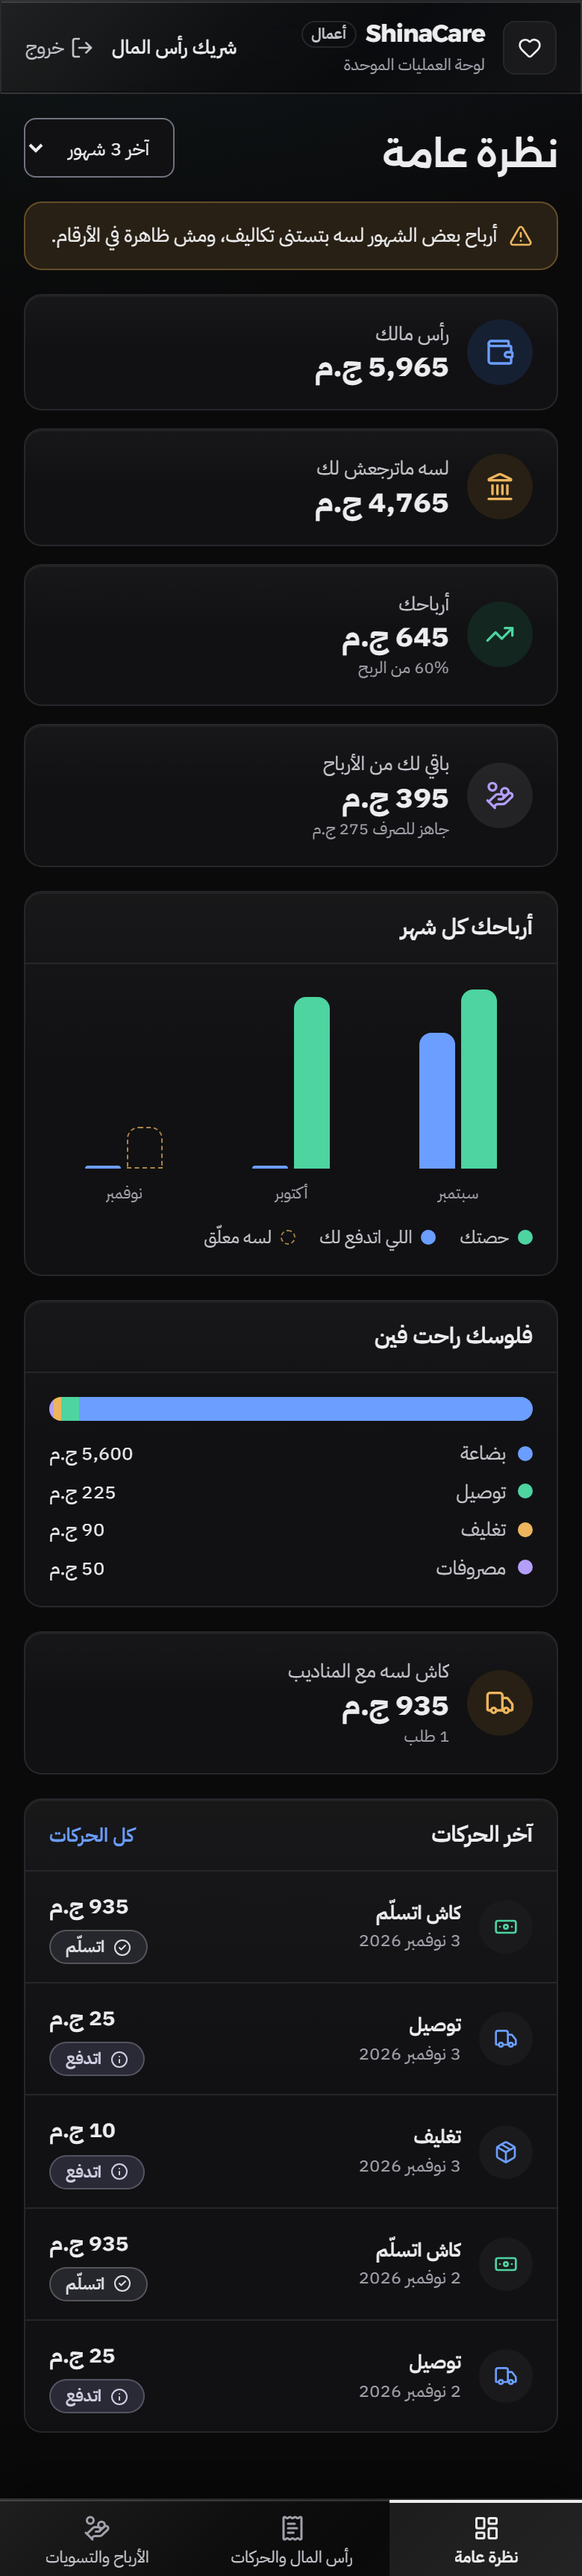 ShinaCare أعمال
لوحة العمليات الموحدة
شريك رأس المال
خروج
نظرة عامة
آخر 3 شهور
أرباح بعض الشهور لسه بتستنى تكاليف، ومش ظاهرة في الأرقام.
رأس مالك
5,965 ج.م
لسه ماترجعش لك
4,765 ج.م
أرباحك
645 ج.م
60% من الربح
باقي لك من الأرباح
395 ج.م
جاهز للصرف 275 ج.م
أرباحك كل شهر
سبتمبر
أكتوبر
نوفمبر
حصتك
اللي اتدفع لك
لسه معلّق
فلوسك راحت فين
بضاعة 5,600 ج.م
توصيل 225 ج.م
تغليف 90 ج.م
مصروفات 50 ج.م
كاش لسه مع المناديب
935 ج.م
1 طلب
آخر الحركات
كل الحركات
كاش اتسلّم 935 ج.م
3 نوفمبر 2026 اتسلّم
توصيل 25 ج.م
3 نوفمبر 2026 اتدفع
تغليف 10 ج.م
3 نوفمبر 2026 اتدفع
كاش اتسلّم 935 ج.م
2 نوفمبر 2026 اتسلّم
توصيل 25 ج.م
2 نوفمبر 2026 اتدفع
نظرة عامة
رأس المال والحركات
الأرباح والتسويات